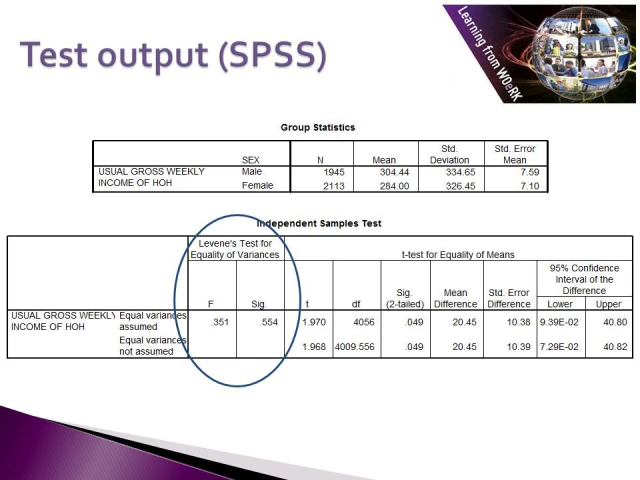 Test output (SPSS)
Learning from WOeRK
Group Statistics
SEX N Mean Std. Deviation Std. Error Mean
USUAL GROSS WEEKLY INCOME OF HOH Male 1945 304.44 334.65 7.59
Female 2113 284.00 326.45 7.10
Independent Samples Test
Levene's Test for Equality of Variances t-test for Equality of Means
95% Confidence Interval of the Difference
F Sig. t df Sig. (2-tailed) Mean Difference Std. Error Difference Lower Upper
USUAL GROSS WEEKLY INCOME OF HOH Equal variances assumed .351 .554 1.970 4056 .049 20.45 10.38 9.39E-02 40.80
Equal variances not assumed 1.968 4009.556 .049 20.45 10.39 7.29E-02 40.82